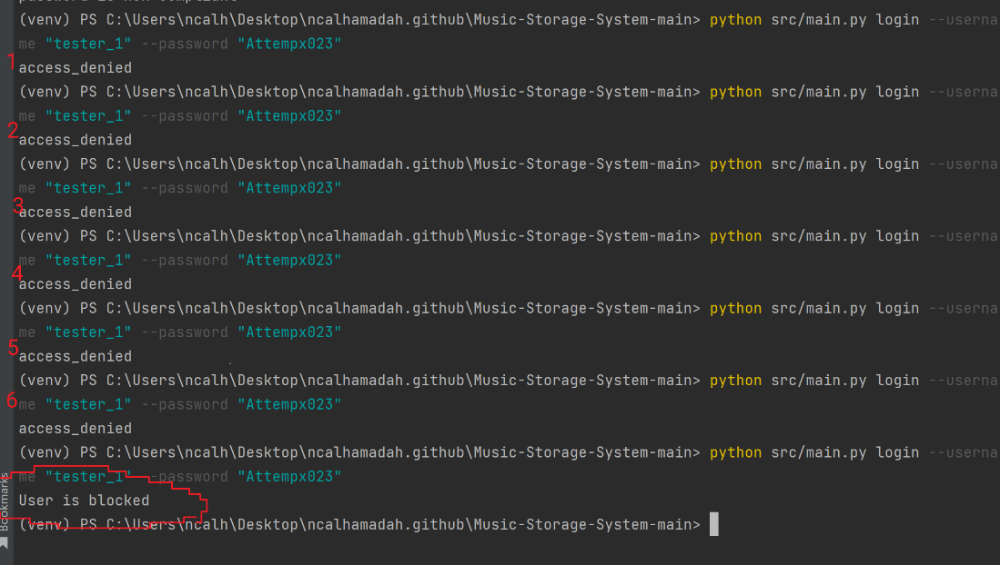 password is non compliant
(venv) PS C:\Users\ncalh\Desktop\ncalhamadah.github\Music-Storage-System-main> python src/main.py login --userna
me "tester_1" --password "Attempx023"
1
access_denied
(venv) PS C:\Users\ncalh\Desktop\ncalhamadah.github\Music-Storage-System-main> python src/main.py login --userna
me "tester_1" --password "Attempx023"
2
access_denied
(venv) PS C:\Users\ncalh\Desktop\ncalhamadah.github\Music-Storage-System-main> python src/main.py login --userna
me "tester_1" --password "Attempx023"
3
access_denied
(venv) PS C:\Users\ncalh\Desktop\ncalhamadah.github\Music-Storage-System-main> python src/main.py login --userna
me "tester_1" --password "Attempx023"
4
access_denied
(venv) PS C:\Users\ncalh\Desktop\ncalhamadah.github\Music-Storage-System-main> python src/main.py login --userna
me "tester_1" --password "Attempx023"
5
access_denied
(venv) PS C:\Users\ncalh\Desktop\ncalhamadah.github\Music-Storage-System-main> python src/main.py login --userna
6
me "tester_1" --password "Attempx023"
access_denied
(venv) PS C:\Users\ncalh\Desktop\ncalhamadah.github\Music-Storage-System-main> python src/main.py login --userna
me "tester_1" --password "Attempx023"
User is blocked
(venv) PS C:\Users\ncalh\Desktop\ncalhamadah.github\Music-Storage-System-main>
Bookmarks